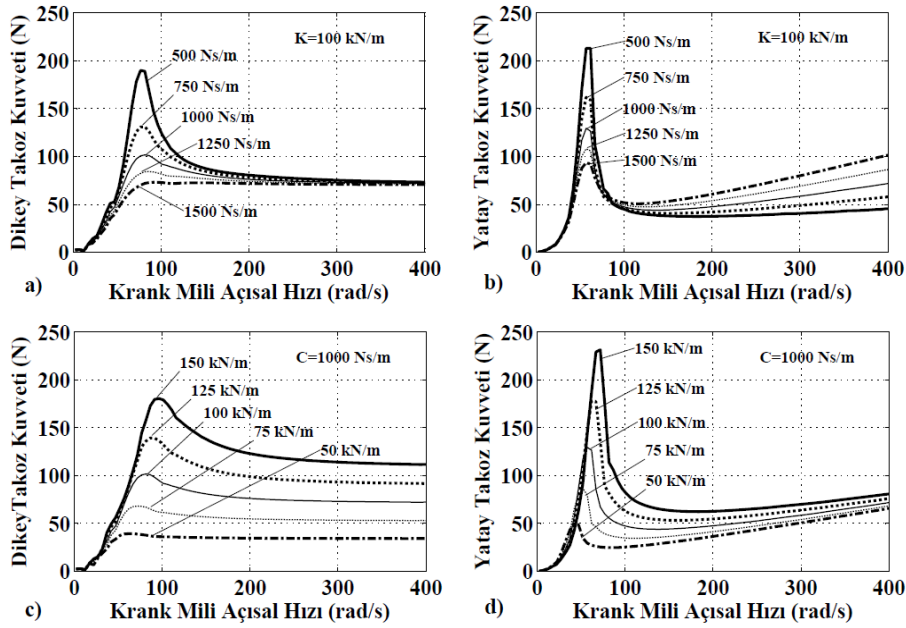 250
200
150
100
50
0
Dikey Takoz Kuvveti (N)
K=100 kN/m
500 Ns/m
750 Ns/m
1000 Ns/m
1250 Ns/m
1500 Ns/m
0 100 200 300 400
a) Krank Mili Açısal Hızı (rad/s)
250
200
150
100
50
0
Yatay Takoz Kuvveti (N)
K=100 kN/m
500 Ns/m
750 Ns/m
1000 Ns/m
1250 Ns/m
1500 Ns/m
0 100 200 300 400
b) Krank Mili Açısal Hızı (rad/s)
250
200
150
100
50
0
DikeyTakoz Kuvveti (N)
C=1000 Ns/m
150 kN/m
125 kN/m
100 kN/m
75 kN/m
50 kN/m
0 100 200 300 400
c) Krank Mili Açısal Hızı (rad/s)
250
200
150
100
50
0
Yatay Takoz Kuvveti (N)
C=1000 Ns/m
150 kN/m
125 kN/m
100 kN/m
75 kN/m
50 kN/m
0 100 200 300 400
d) Krank Mili Açısal Hızı (rad/s)